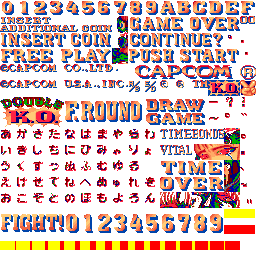 0123456789ABCDEF
INSERT
ADDITIONAL COIN
GAME OVER
INSERT COIN
CONTINUE?
FREE PLAY
PUSH START
©CAPCOM CO.,LTD.
CAPCOM®
©CAPCOM U.S.A.,INC.
K.O.
DOUBLE
K.O.
F.ROUND
DRAW
GAME
あかさたなはまやらわ
いきしちにひみ りを
うくすつぬふむゆるん
えけせてねへめ れ
おこそとのほもよろ
TIME BONUS
VITAL
TIME
OVER
FIGHT!0123456789